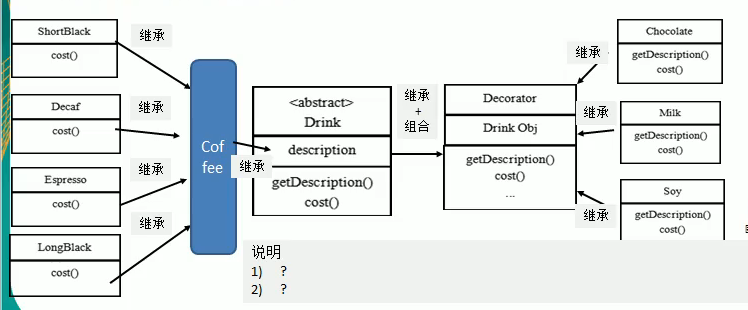 ShortBlack
cost()
继承
Decaf
cost()
继承
Espresso
cost()
继承
LongBlack
cost()
继承
Cof
fee
继承
<abstract>
Drink
description
getDescription()
cost()
继承
+
组合
Decorator
Drink Obj
getDescription()
cost()
...
继承
Chocolate
getDescription()
cost()
继承
Milk
getDescription()
cost()
继承
Soy
getDescription()
cost()
说明
1) ?
2) ?